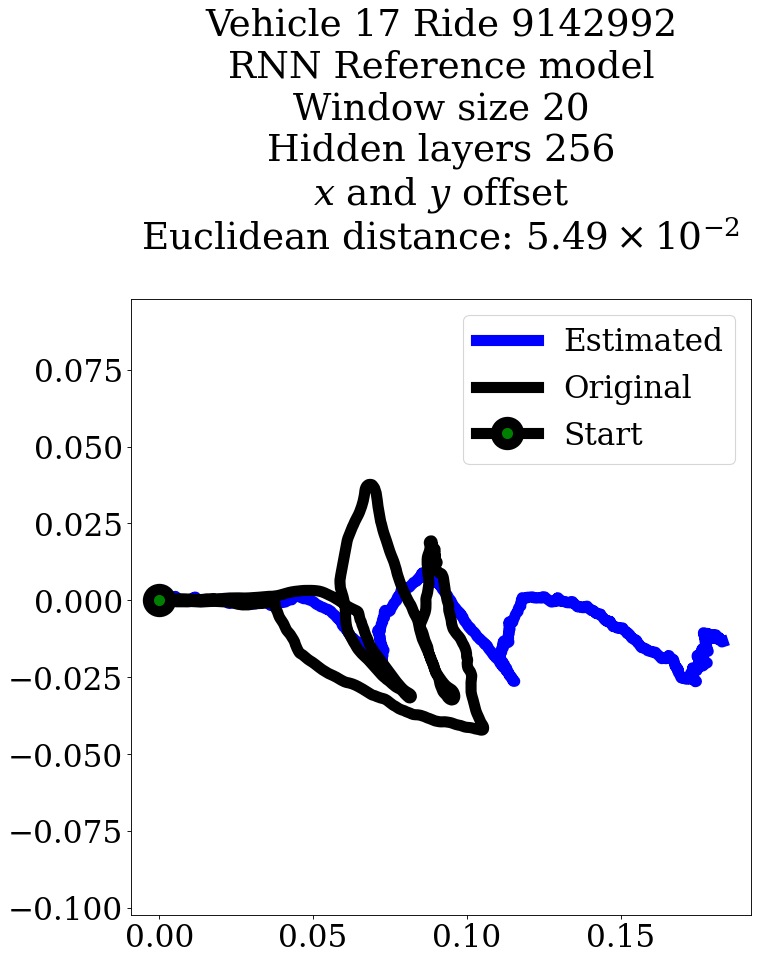 Vehicle 17 Ride 9142992
RNN Reference model
Window size 20
Hidden layers 256
x and y offset
Euclidean distance: 5.49 × 10⁻²
Estimated
Original
Start
0.075
0.050
0.025
0.000
−0.025
−0.050
−0.075
−0.100
0.00 0.05 0.10 0.15